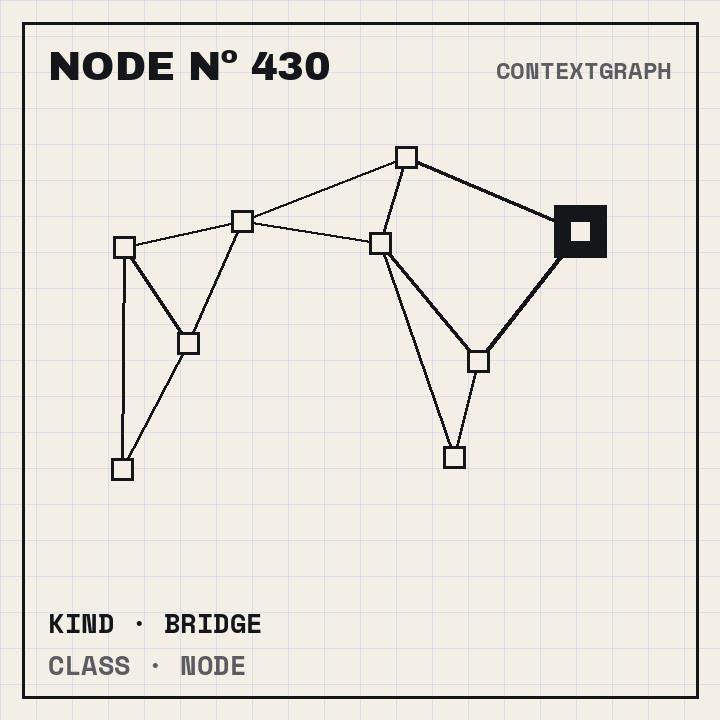 NODE Nº 430
CONTEXTGRAPH
KIND · BRIDGE
CLASS · NODE